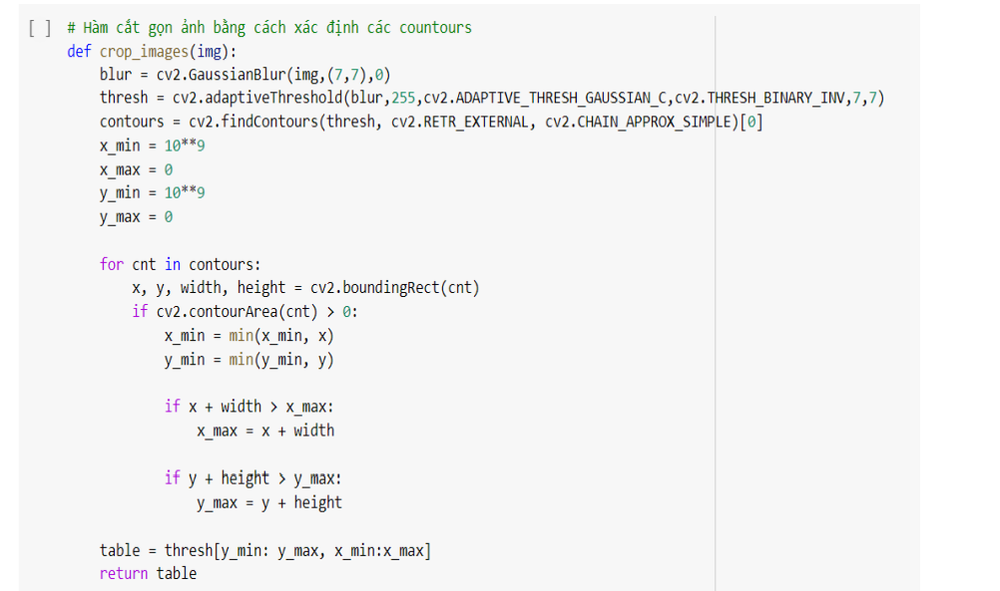 [ ] # Hàm cắt gọn ảnh bằng cách xác định các countours
def crop_images(img):
    blur = cv2.GaussianBlur(img,(7,7),0)
    thresh = cv2.adaptiveThreshold(blur,255,cv2.ADAPTIVE_THRESH_GAUSSIAN_C,cv2.THRESH_BINARY_INV,7,7)
    contours = cv2.findContours(thresh, cv2.RETR_EXTERNAL, cv2.CHAIN_APPROX_SIMPLE)[0]
    x_min = 10**9
    x_max = 0
    y_min = 10**9
    y_max = 0

    for cnt in contours:
        x, y, width, height = cv2.boundingRect(cnt)
        if cv2.contourArea(cnt) > 0:
            x_min = min(x_min, x)
            y_min = min(y_min, y)

            if x + width > x_max:
                x_max = x + width

            if y + height > y_max:
                y_max = y + height

    table = thresh[y_min: y_max, x_min:x_max]
    return table